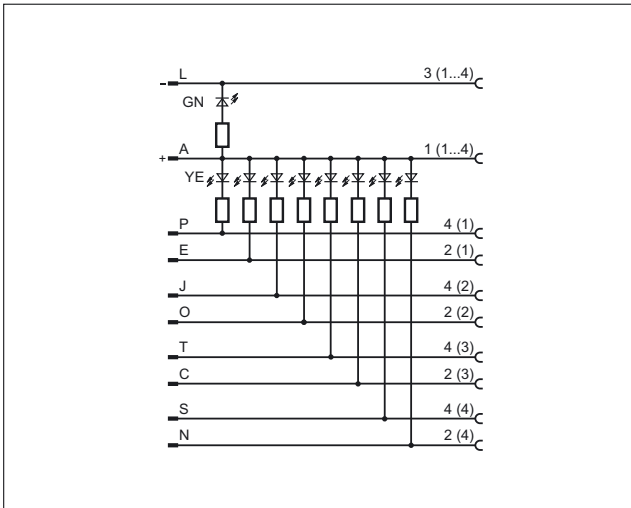 - L 3 (1...4)
GN
+ A 1 (1...4)
YE
P 4 (1)
E 2 (1)
J 4 (2)
O 2 (2)
T 4 (3)
C 2 (3)
S 4 (4)
N 2 (4)